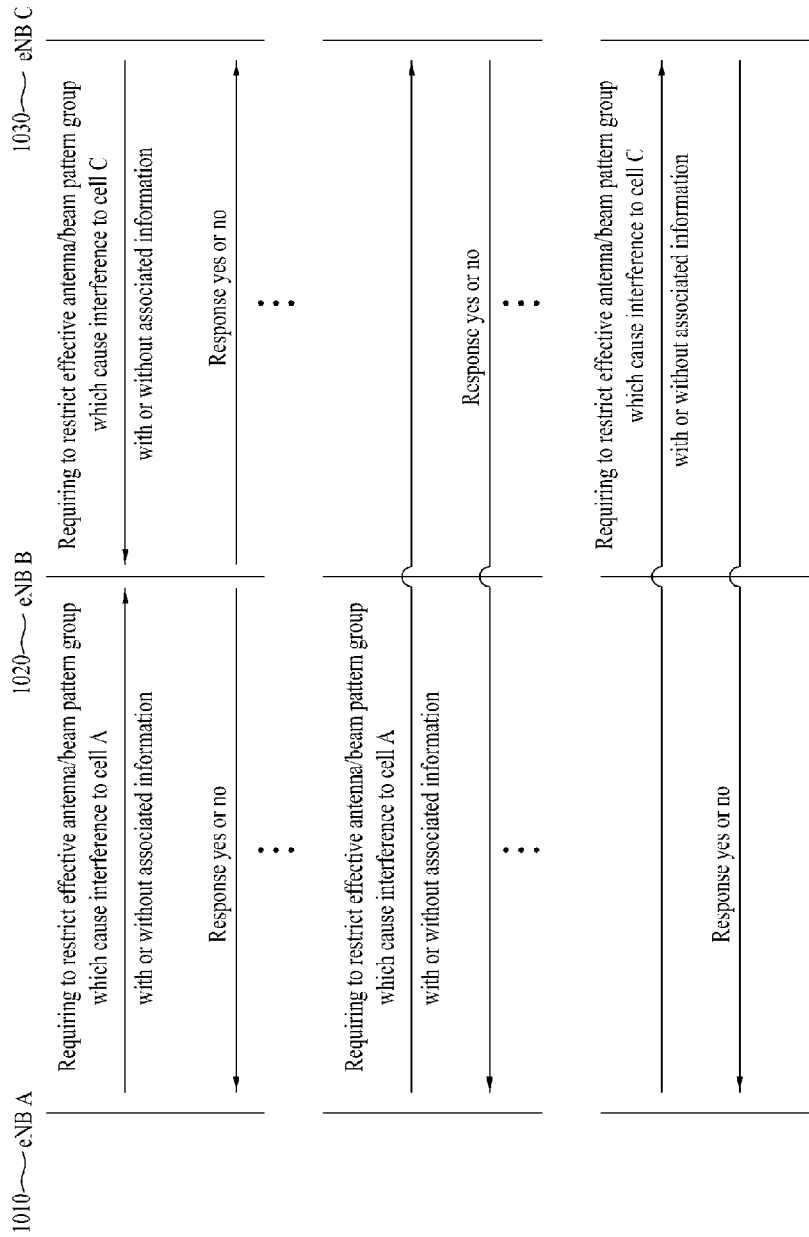 1010 eNB A
1020 eNB B
1030 eNB C
Requiring to restrict effective antenna/beam pattern group
which cause interference to cell A
with or without associated information
Response yes or no
Requiring to restrict effective antenna/beam pattern group
which cause interference to cell C
with or without associated information
Response yes or no
Requiring to restrict effective antenna/beam pattern group
which cause interference to cell A
with or without associated information
Response yes or no
Requiring to restrict effective antenna/beam pattern group
which cause interference to cell C
with or without associated information
Response yes or no